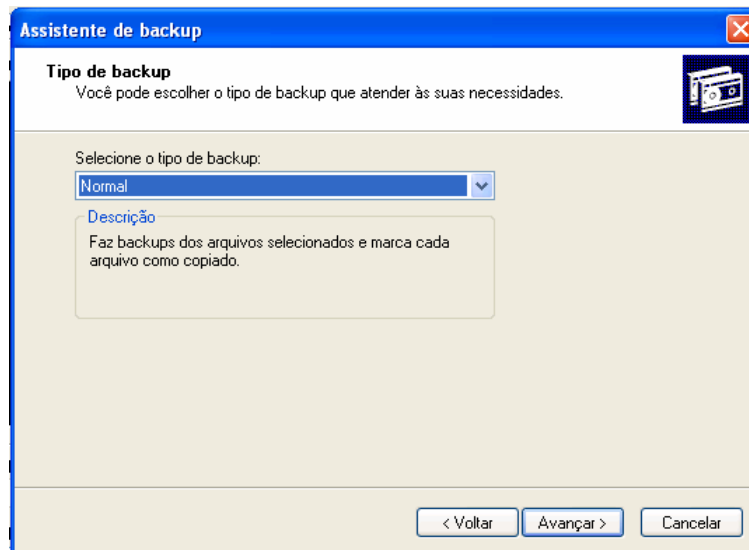 Assistente de backup
Tipo de backup
Você pode escolher o tipo de backup que atender às suas necessidades.
Selecione o tipo de backup:
Normal
Descrição
Faz backups dos arquivos selecionados e marca cada
arquivo como copiado.
< Voltar
Avançar >
Cancelar